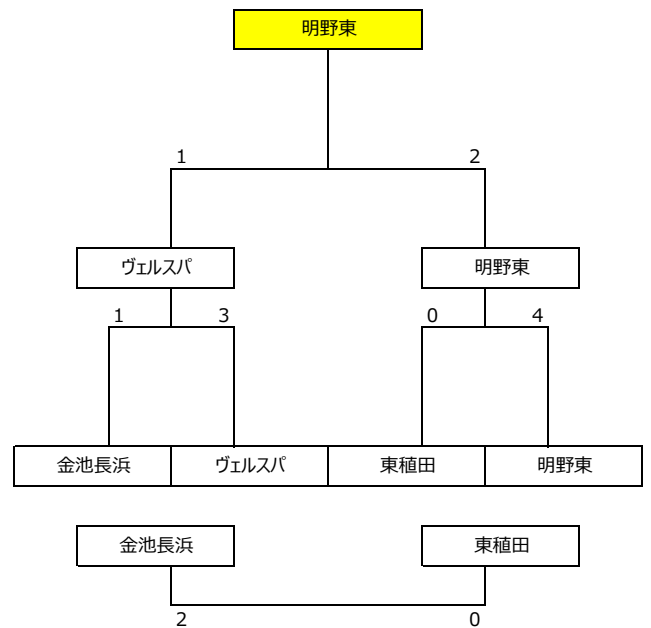 明野東
1 2
ヴェルスパ 明野東
1 3 0 4
金池長浜 ヴェルスパ 東稙田 明野東
金池長浜 東稙田
2 0